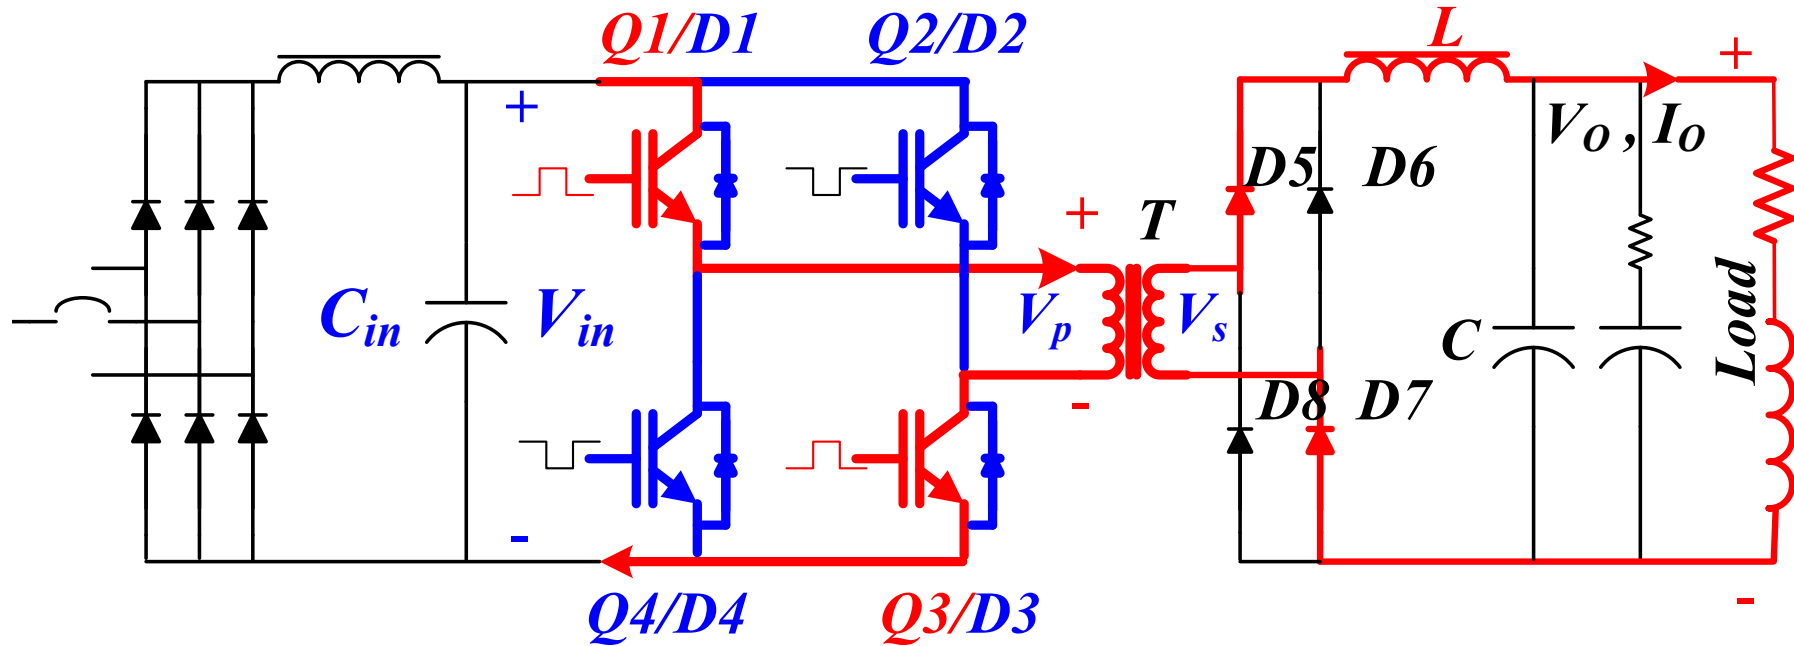 Q1/D1
Q2/D2
L
+
+
V_O , I_O
D5
D6
+
T
C_in
V_in
V_p
V_s
C
Load
D8
D7
-
-
Q4/D4
Q3/D3
-